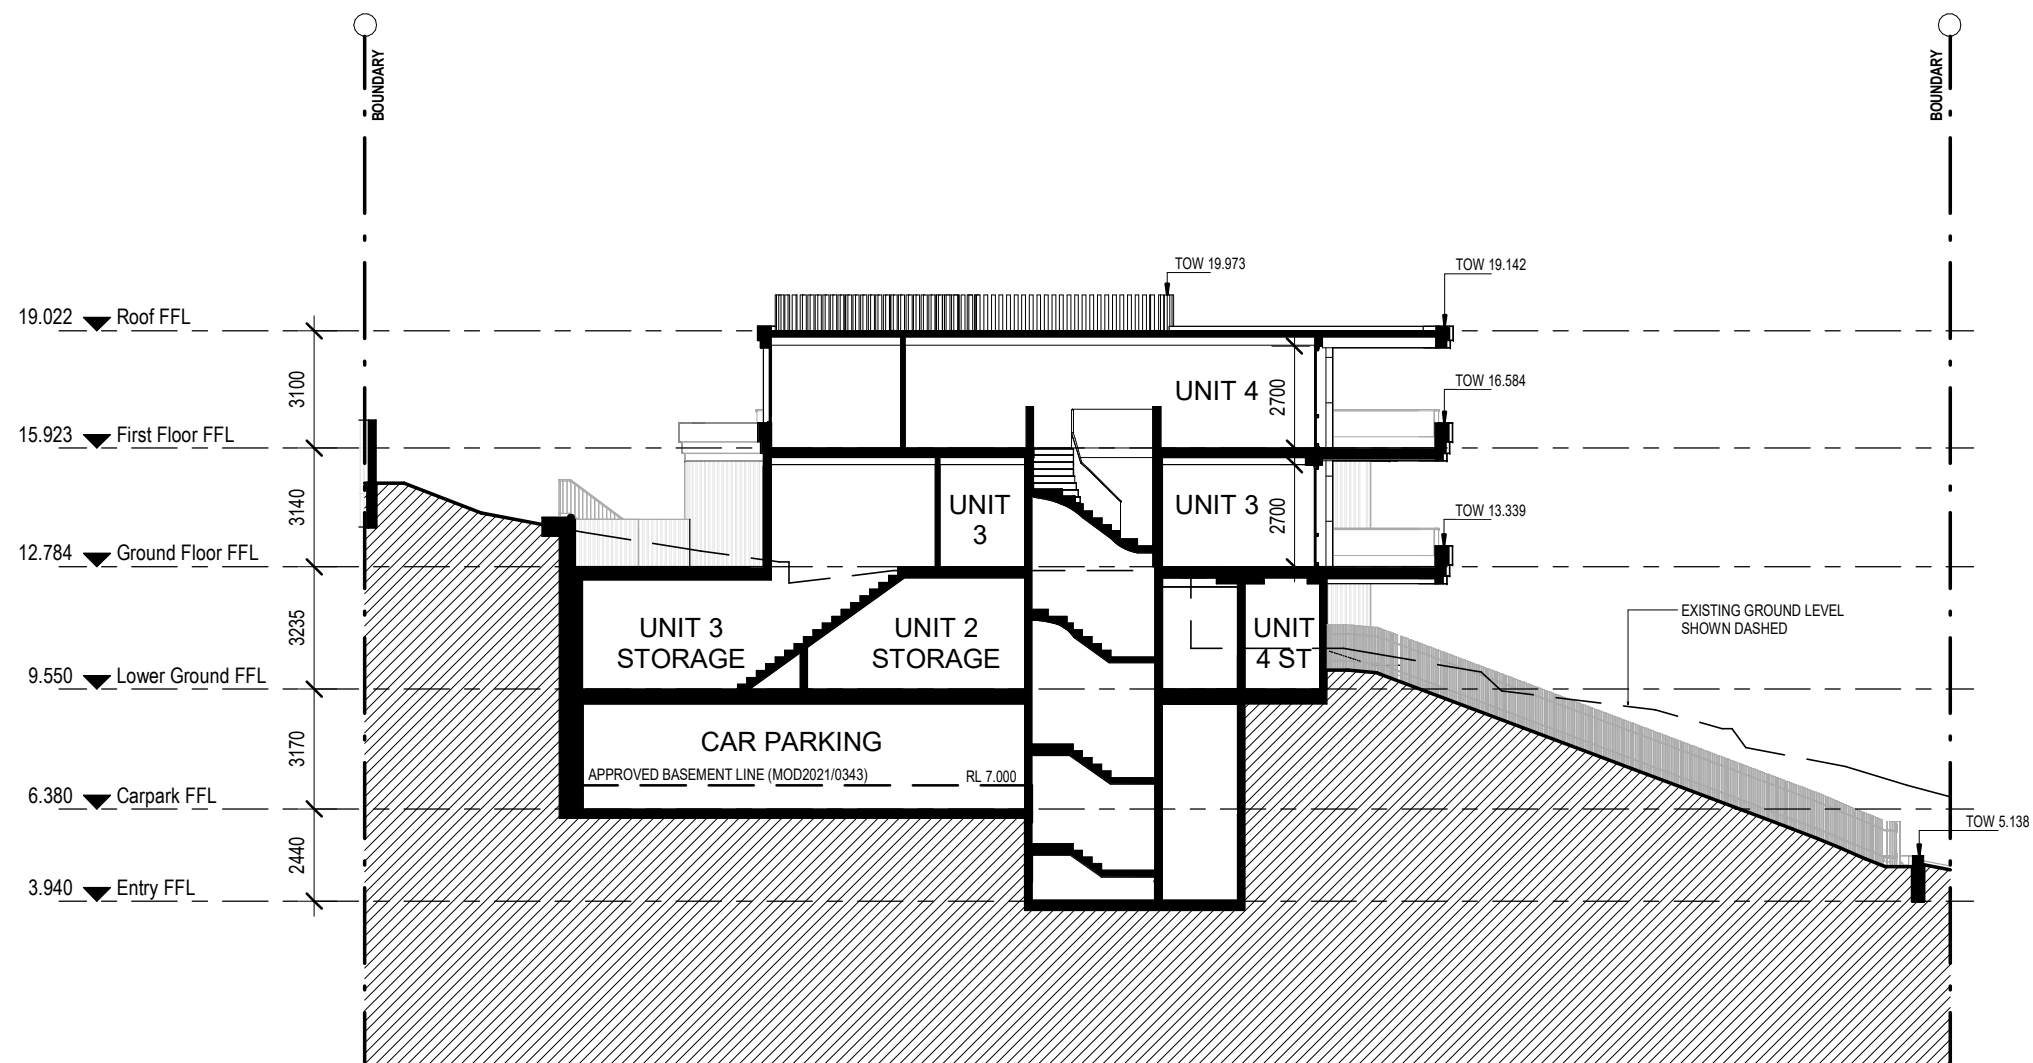 BOUNDARY
BOUNDARY
TOW 19.973
TOW 19.142
19.022 Roof FFL
3100
UNIT 4
2700
TOW 16.584
15.923 First Floor FFL
3140
UNIT
3
UNIT 3
2700
TOW 13.339
12.784 Ground Floor FFL
3235
UNIT 3
STORAGE
UNIT 2
STORAGE
UNIT
4 ST
EXISTING GROUND LEVEL
SHOWN DASHED
9.550 Lower Ground FFL
3170
CAR PARKING
APPROVED BASEMENT LINE (MOD2021/0343)
RL 7.000
6.380 Carpark FFL
TOW 5.138
2440
3.940 Entry FFL